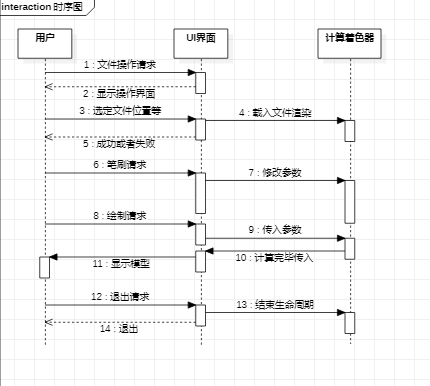 interaction 时序图
用户
UI界面
计算着色器
1 : 文件操作请求
2 : 显示操作界面
3 : 选定文件位置等
4 : 载入文件渲染
5 : 成功或者失败
6 : 笔刷请求
7 : 修改参数
8 : 绘制请求
9 : 传入参数
10 : 计算完毕传入
11 : 显示模型
12 : 退出请求
13 : 结束生命周期
14 : 退出